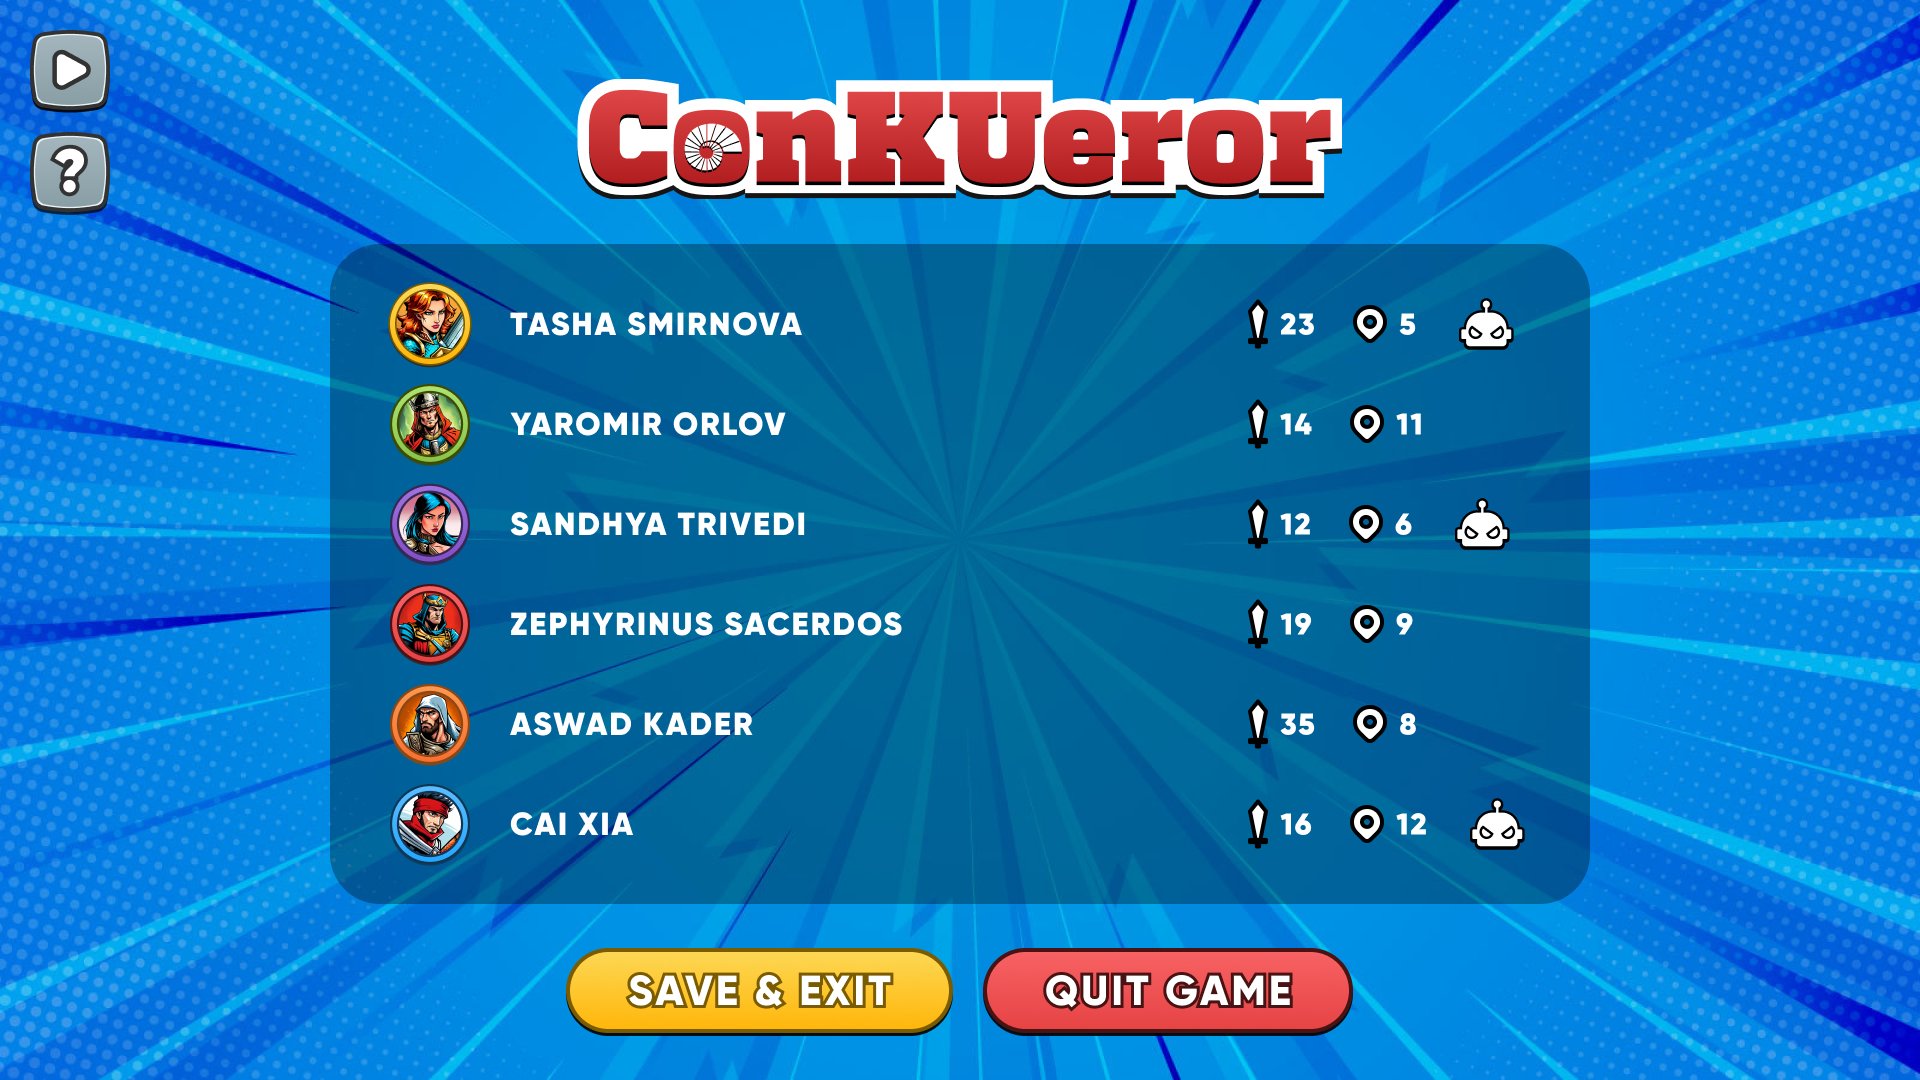 ConKUeror
TASHA SMIRNOVA 23 5
YAROMIR ORLOV 14 11
SANDHYA TRIVEDI 12 6
ZEPHYRINUS SACERDOS 19 9
ASWAD KADER 35 8
CAI XIA 16 12
SAVE & EXIT QUIT GAME
?